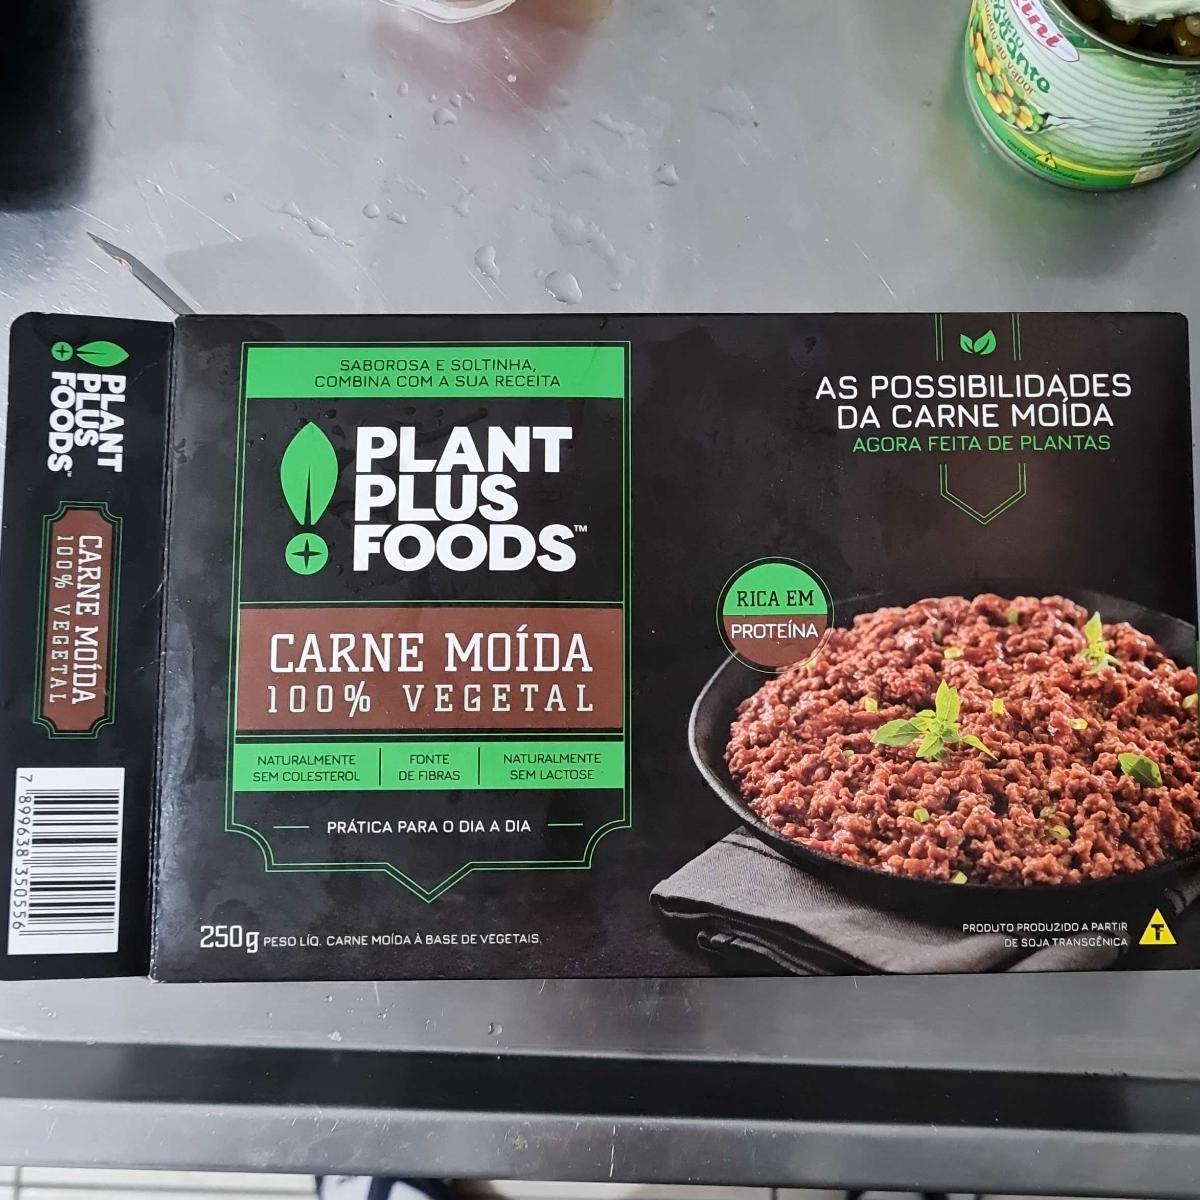 ao vapor
PLANT
PLUS
FOODS™
CARNE MOÍDA
100% VEGETAL
7 899638 350556
SABOROSA E SOLTINHA,
COMBINA COM A SUA RECEITA
PLANT
PLUS
FOODS™
CARNE MOÍDA
100% VEGETAL
NATURALMENTE
SEM COLESTEROL
FONTE
DE FIBRAS
NATURALMENTE
SEM LACTOSE
PRÁTICA PARA O DIA A DIA
250g PESO LÍQ. CARNE MOÍDA À BASE DE VEGETAIS.
AS POSSIBILIDADES
DA CARNE MOÍDA
AGORA FEITA DE PLANTAS
RICA EM
PROTEÍNA
PRODUTO PRODUZIDO A PARTIR
DE SOJA TRANSGÊNICA
T